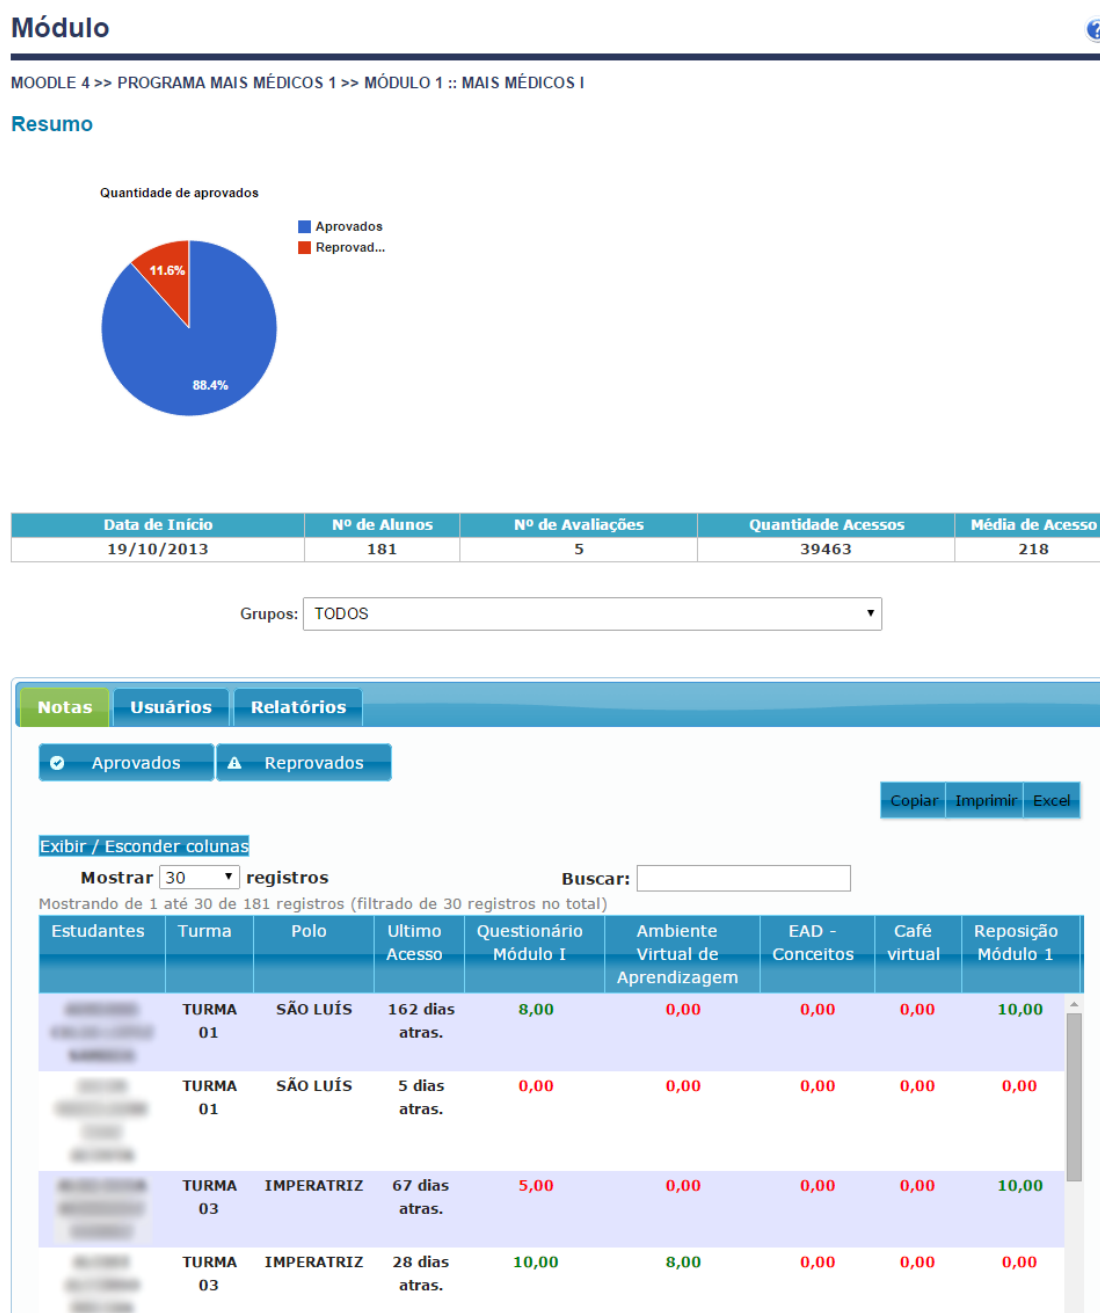 Módulo
MOODLE 4 >> PROGRAMA MAIS MÉDICOS 1 >> MÓDULO 1 :: MAIS MÉDICOS I
Resumo
Quantidade de aprovados
Aprovados
Reprovad...
11.6%
88.4%
Data de Início Nº de Alunos Nº de Avaliações Quantidade Acessos Média de Acesso
19/10/2013 181 5 39463 218
Grupos: TODOS
Notas Usuários Relatórios
Aprovados Reprovados
Copiar Imprimir Excel
Exibir / Esconder colunas
Mostrar 30 registros Buscar:
Mostrando de 1 até 30 de 181 registros (filtrado de 30 registros no total)
Estudantes Turma Polo Ultimo Questionário Ambiente EAD - Café Reposição
Acesso Módulo I Virtual de Conceitos virtual Módulo 1
Aprendizagem
TURMA SÃO LUÍS 162 dias 8,00 0,00 0,00 0,00 10,00
01 atras.
TURMA SÃO LUÍS 5 dias 0,00 0,00 0,00 0,00 0,00
01 atras.
TURMA IMPERATRIZ 67 dias 5,00 0,00 0,00 0,00 10,00
03 atras.
TURMA IMPERATRIZ 28 dias 10,00 8,00 0,00 0,00 0,00
03 atras.